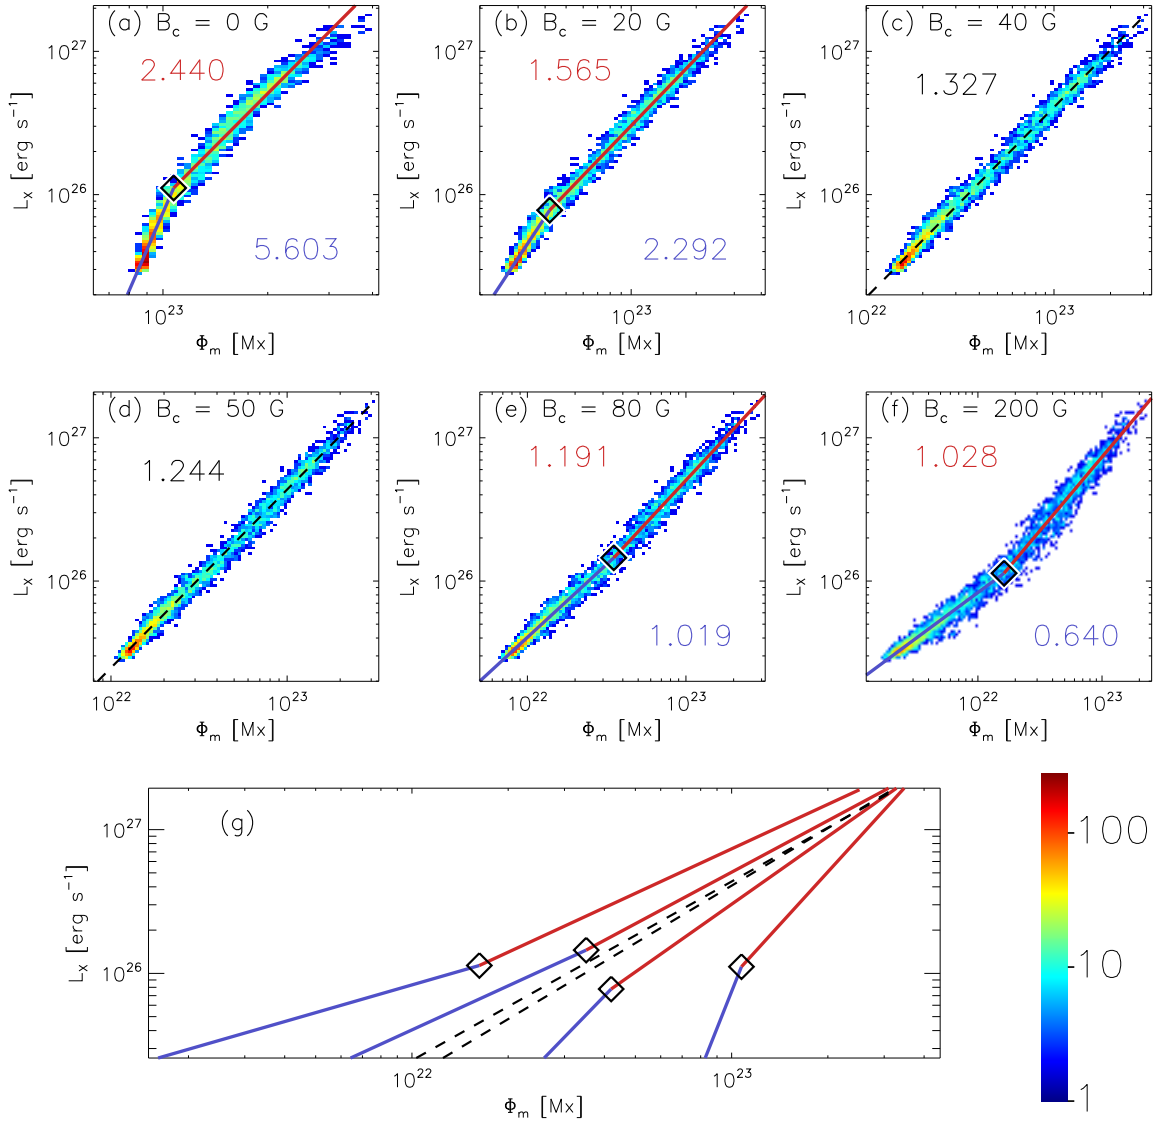 (a) B_c = 0 G
2.440
5.603
10^27
10^26
L_X [erg s^−1]
10^23
Φ_m [Mx]
(b) B_c = 20 G
1.565
2.292
10^27
10^26
L_X [erg s^−1]
10^23
Φ_m [Mx]
(c) B_c = 40 G
1.327
10^27
10^26
L_X [erg s^−1]
10^22 10^23
Φ_m [Mx]
(d) B_c = 50 G
1.244
10^27
10^26
L_X [erg s^−1]
10^22 10^23
Φ_m [Mx]
(e) B_c = 80 G
1.191
1.019
10^27
10^26
L_X [erg s^−1]
10^22 10^23
Φ_m [Mx]
(f) B_c = 200 G
1.028
0.640
10^27
10^26
L_X [erg s^−1]
10^22 10^23
Φ_m [Mx]
(g)
10^27
10^26
L_X [erg s^−1]
10^22 10^23
Φ_m [Mx]
100
10
1